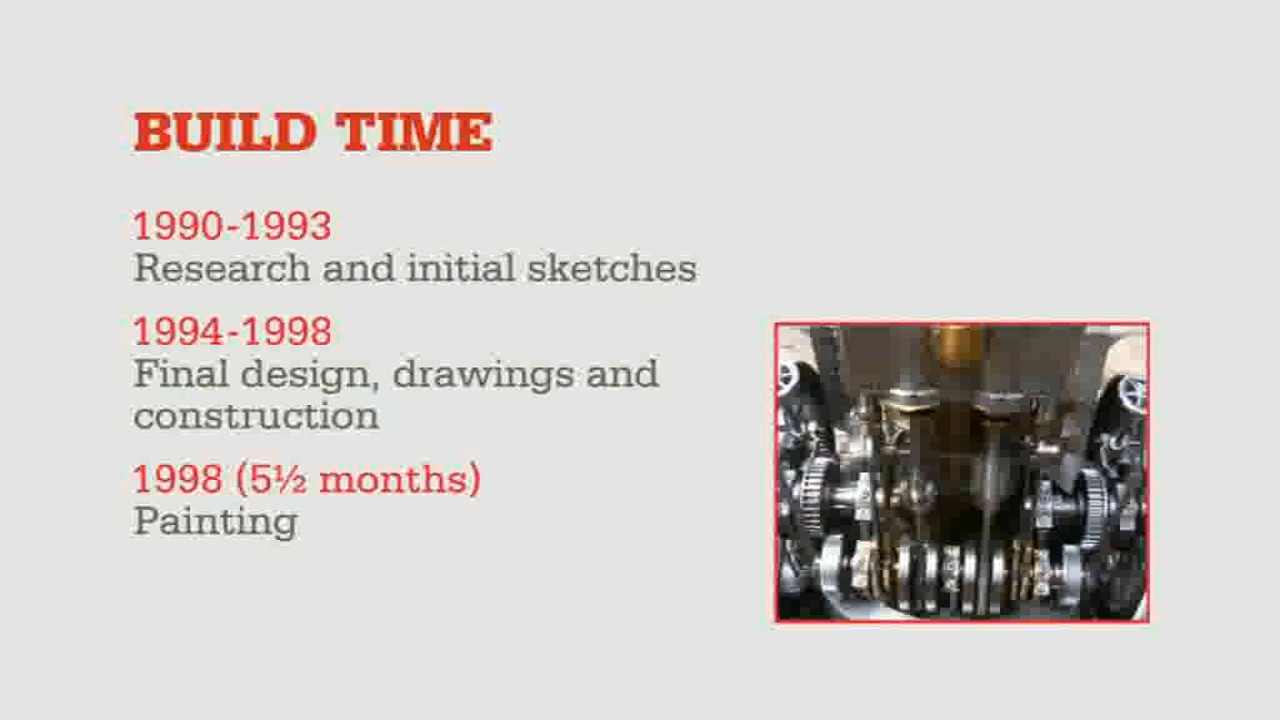 BUILD TIME
1990-1993
Research and initial sketches
1994-1998
Final design, drawings and
construction
1998 (5½ months)
Painting